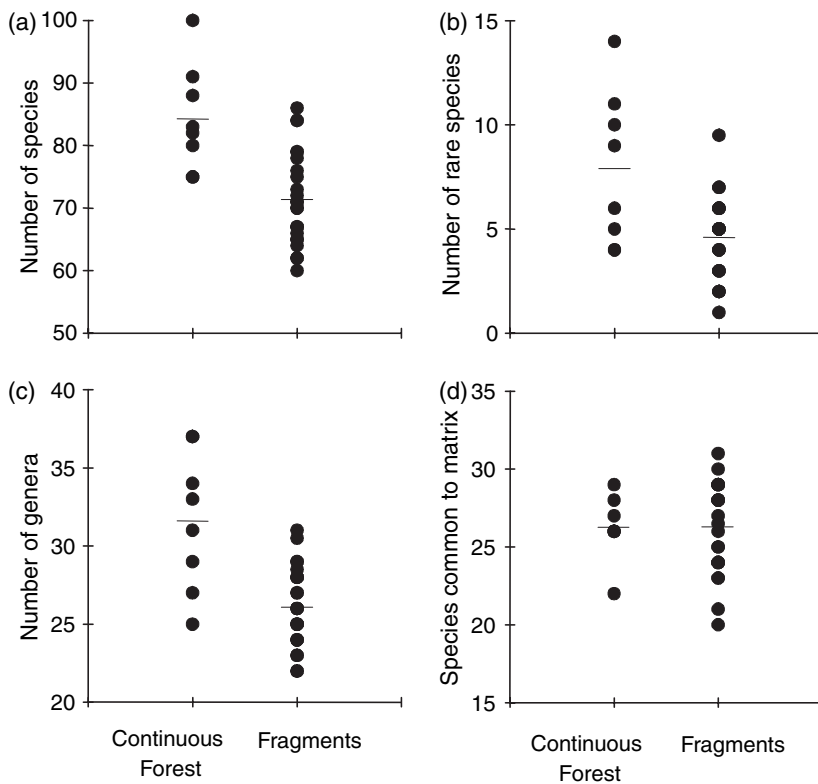 (a)
Number of species
100
90
80
70
60
50
(b)
Number of rare species
15
10
5
0
(c)
Number of genera
40
35
30
25
20
Continuous
Forest
Fragments
(d)
Species common to matrix
35
30
25
20
15
Continuous
Forest
Fragments